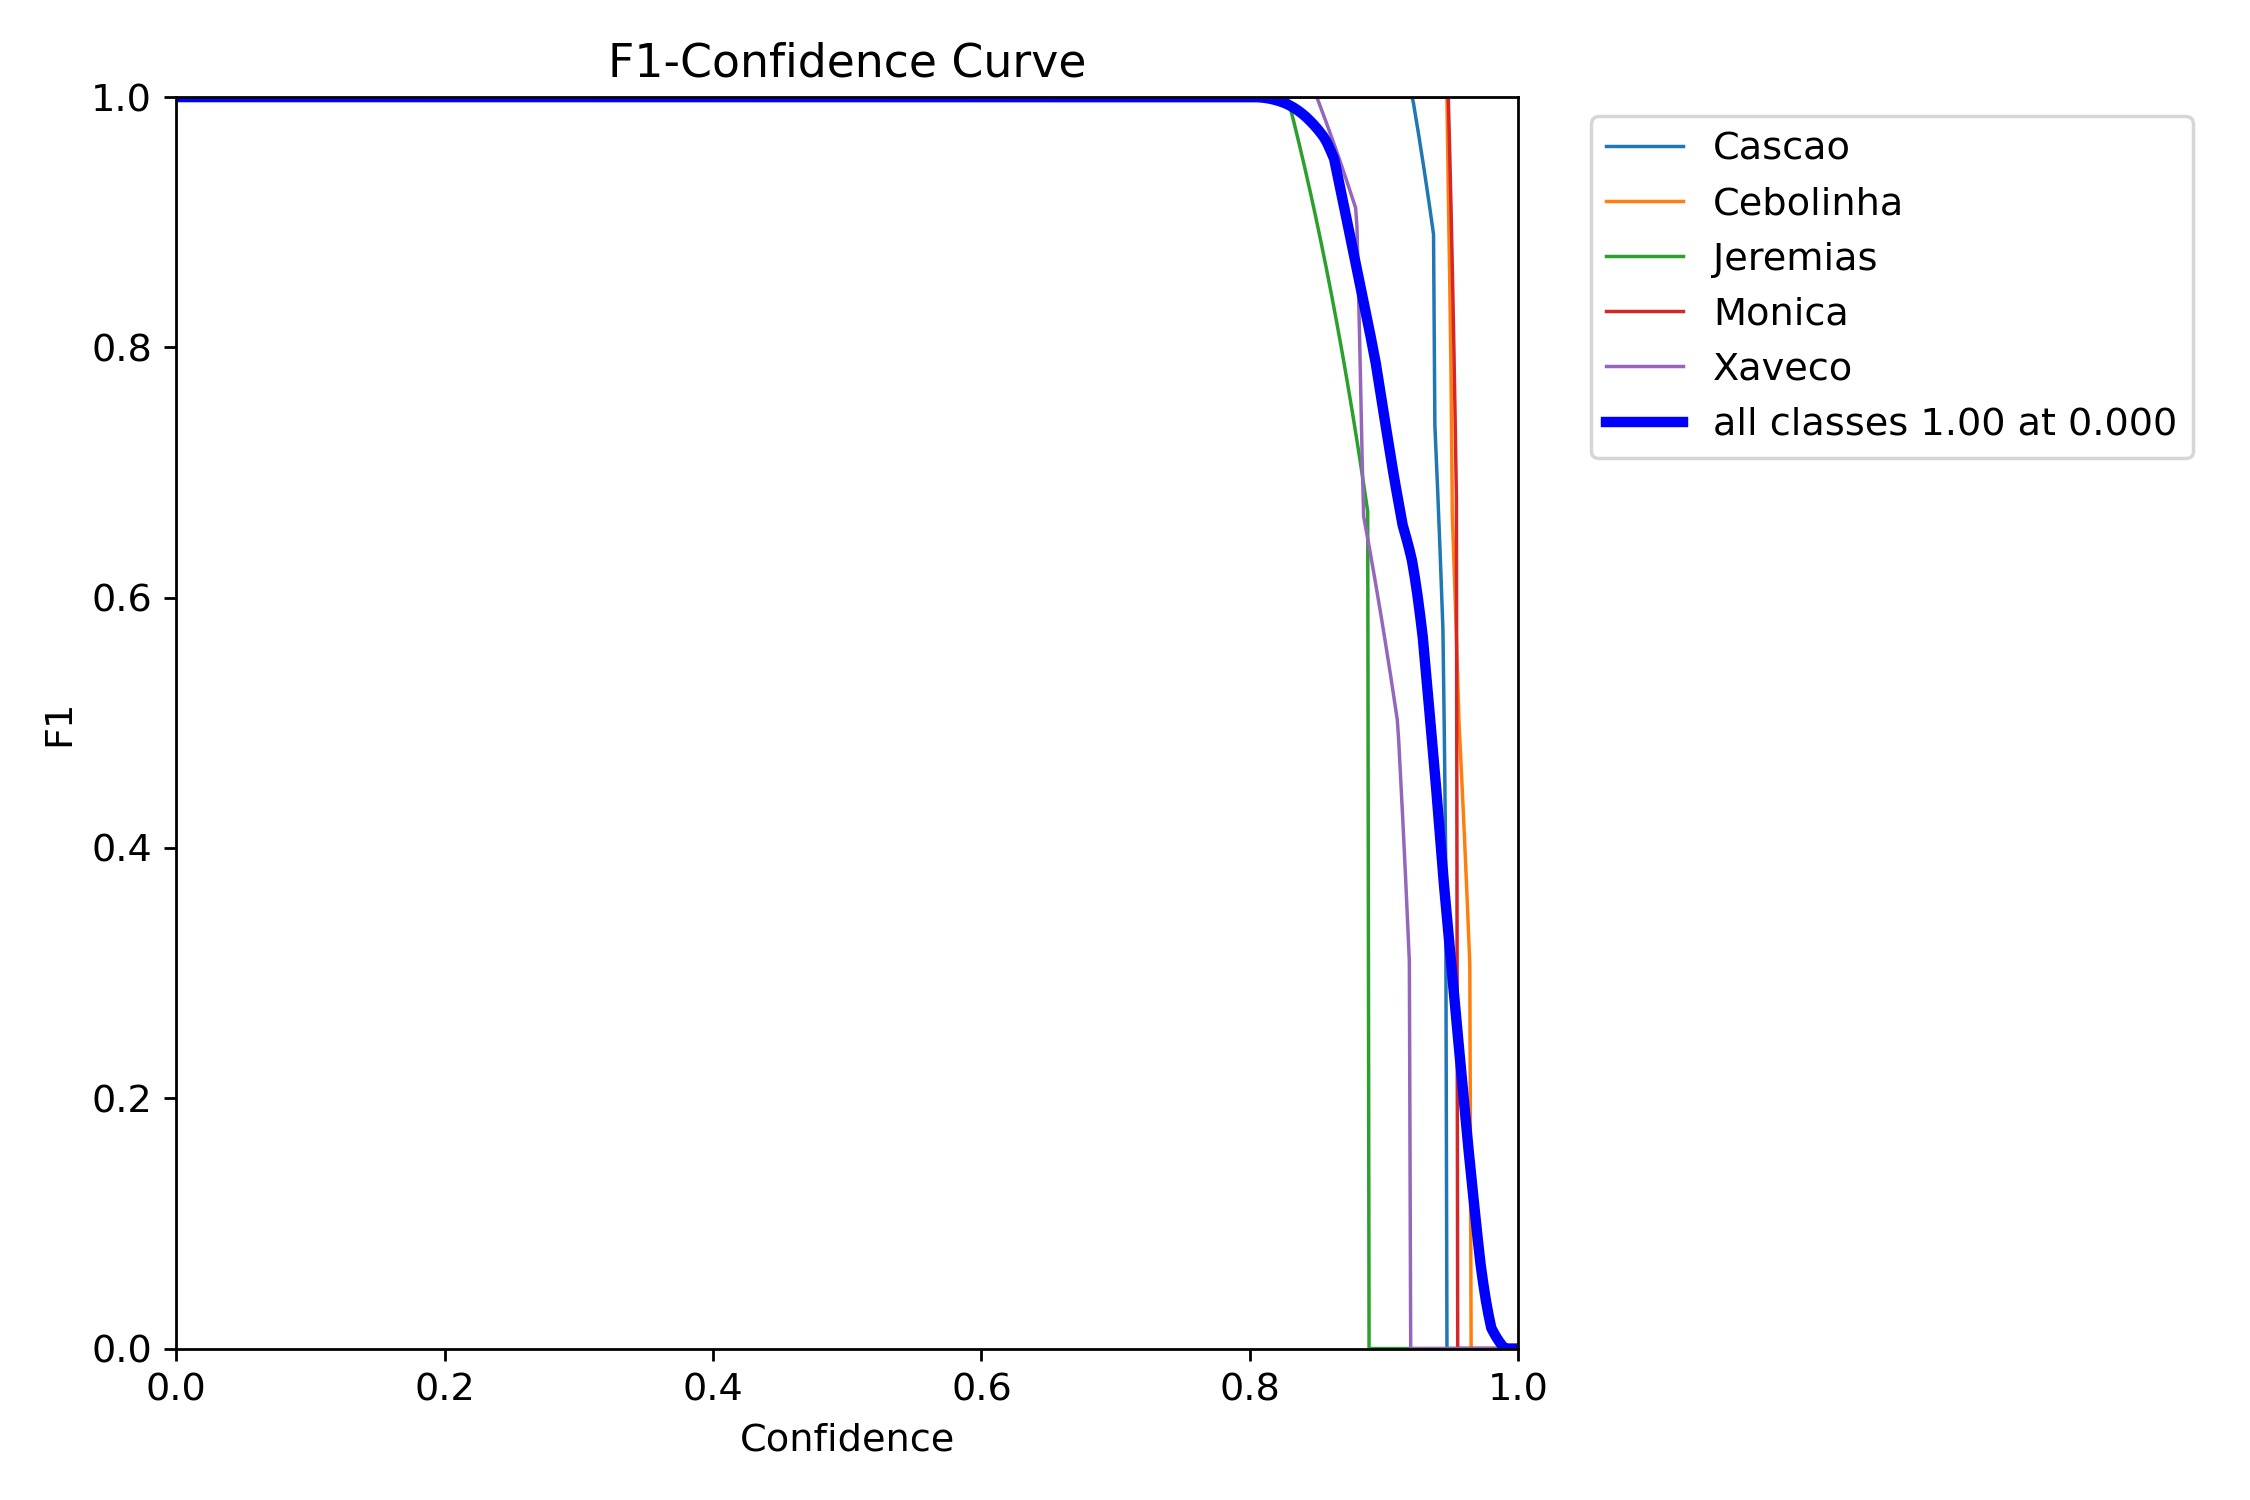 F1-Confidence Curve
1.0
0.8
0.6
0.4
0.2
0.0
F1
0.0 0.2 0.4 0.6 0.8 1.0
Confidence
Cascao
Cebolinha
Jeremias
Monica
Xaveco
all classes 1.00 at 0.000